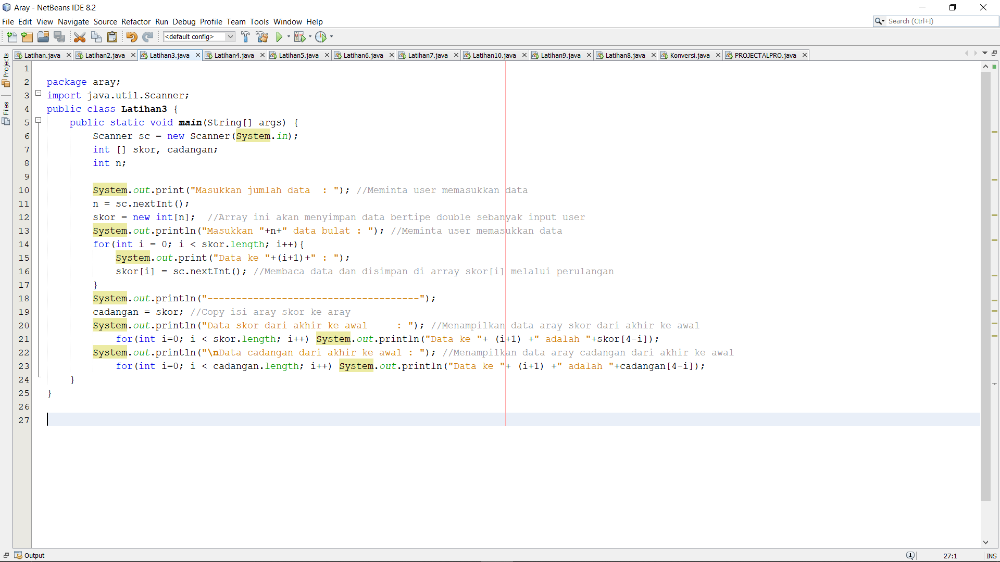 Aray - NetBeans IDE 8.2
File Edit View Navigate Source Refactor Run Debug Profile Team Tools Window Help
Search (Ctrl+I)
<default config>
Projects
Files
Latihan.java Latihan2.java Latihan3.java Latihan4.java Latihan5.java Latihan6.java Latihan7.java Latihan10.java Latihan9.java Latihan8.java Konversi.java PROJECTALPRO.java
1
2 package aray;
3 import java.util.Scanner;
4 public class Latihan3 {
5     public static void main(String[] args) {
6         Scanner sc = new Scanner(System.in);
7         int [] skor, cadangan;
8         int n;
9
10         System.out.print("Masukkan jumlah data  : "); //Meminta user memasukkan data
11         n = sc.nextInt();
12         skor = new int[n];  //Array ini akan menyimpan data bertipe double sebanyak input user
13         System.out.println("Masukkan "+n+" data bulat : "); //Meminta user memasukkan data
14         for(int i = 0; i < skor.length; i++){
15             System.out.print("Data ke "+(i+1)+" : ");
16             skor[i] = sc.nextInt(); //Membaca data dan disimpan di array skor[i] melalui perulangan
17         }
18         System.out.println("-------------------------------------");
19         cadangan = skor; //Copy isi aray skor ke aray
20         System.out.println("Data skor dari akhir ke awal     : "); //Menampilkan data aray skor dari akhir ke awal
21             for(int i=0; i < skor.length; i++) System.out.println("Data ke "+ (i+1) +" adalah "+skor[4-i]);
22         System.out.println("\nData cadangan dari akhir ke awal : "); //Menampilkan data aray cadangan dari akhir ke awal
23             for(int i=0; i < cadangan.length; i++) System.out.println("Data ke "+ (i+1) +" adalah "+cadangan[4-i]);
24     }
25 }
26
27
Output
1
27:1
INS